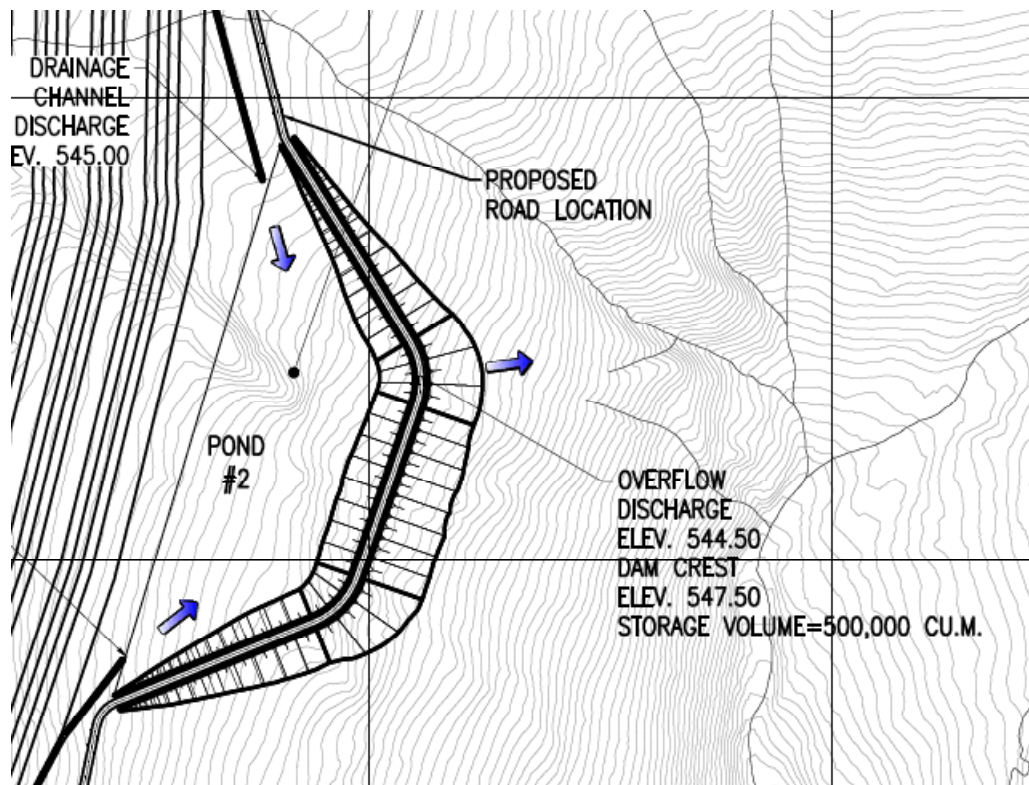 DRAINAGE
CHANNEL
DISCHARGE
EV. 545.00
PROPOSED
ROAD LOCATION
POND
#2
OVERFLOW
DISCHARGE
ELEV. 544.50
DAM CREST
ELEV. 547.50
STORAGE VOLUME=500,000 CU.M.